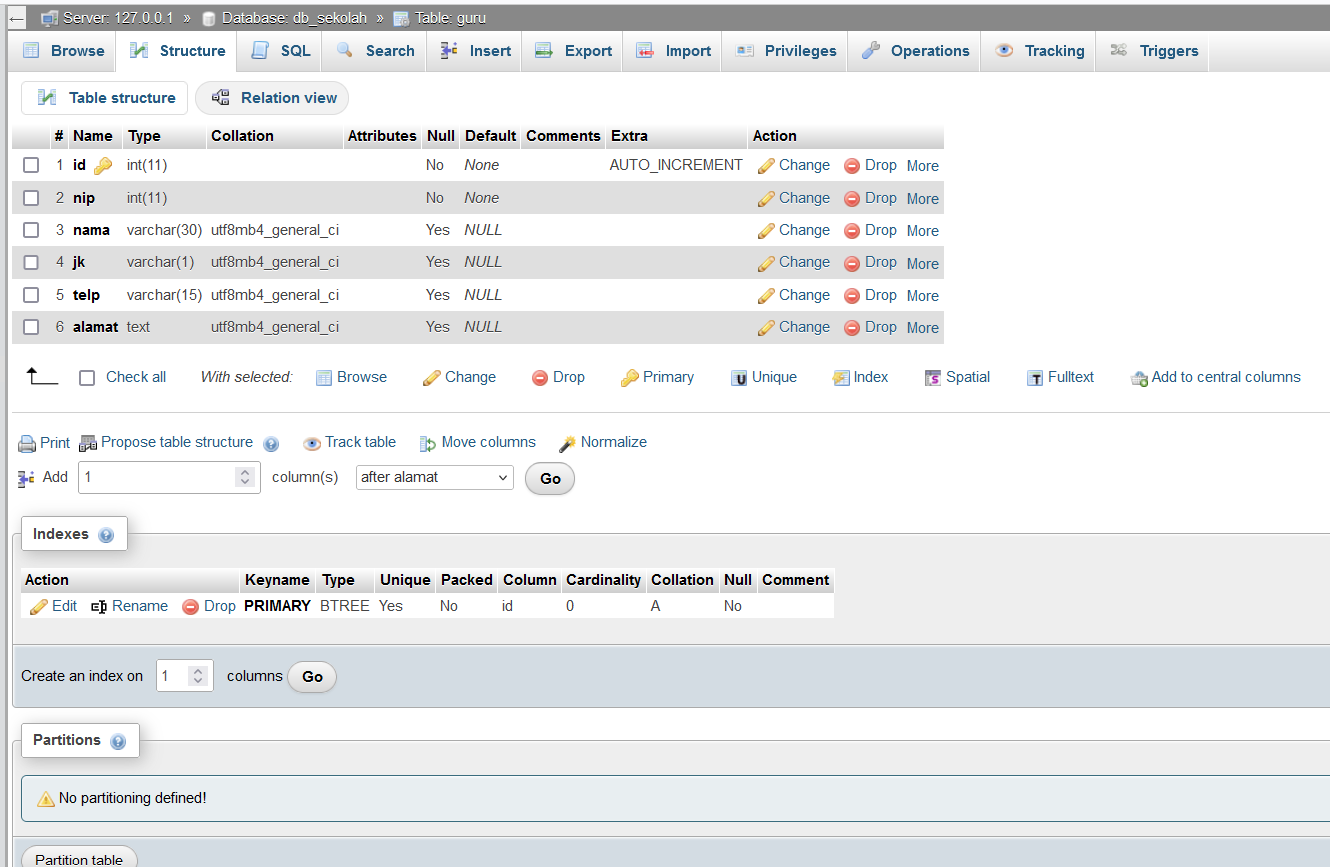 Server: 127.0.0.1 » Database: db_sekolah » Table: guru
Browse Structure SQL Search Insert Export Import Privileges Operations Tracking Triggers
Table structure Relation view
# Name Type Collation Attributes Null Default Comments Extra Action
1 id int(11) No None AUTO_INCREMENT Change Drop More
2 nip int(11) No None Change Drop More
3 nama varchar(30) utf8mb4_general_ci Yes NULL Change Drop More
4 jk varchar(1) utf8mb4_general_ci Yes NULL Change Drop More
5 telp varchar(15) utf8mb4_general_ci Yes NULL Change Drop More
6 alamat text utf8mb4_general_ci Yes NULL Change Drop More
Check all With selected: Browse Change Drop Primary Unique Index Spatial Fulltext Add to central columns
Print Propose table structure Track table Move columns Normalize
Add 1 column(s) after alamat Go
Indexes
Action Keyname Type Unique Packed Column Cardinality Collation Null Comment
Edit Rename Drop PRIMARY BTREE Yes No id 0 A No
Create an index on 1 columns Go
Partitions
No partitioning defined!
Partition table